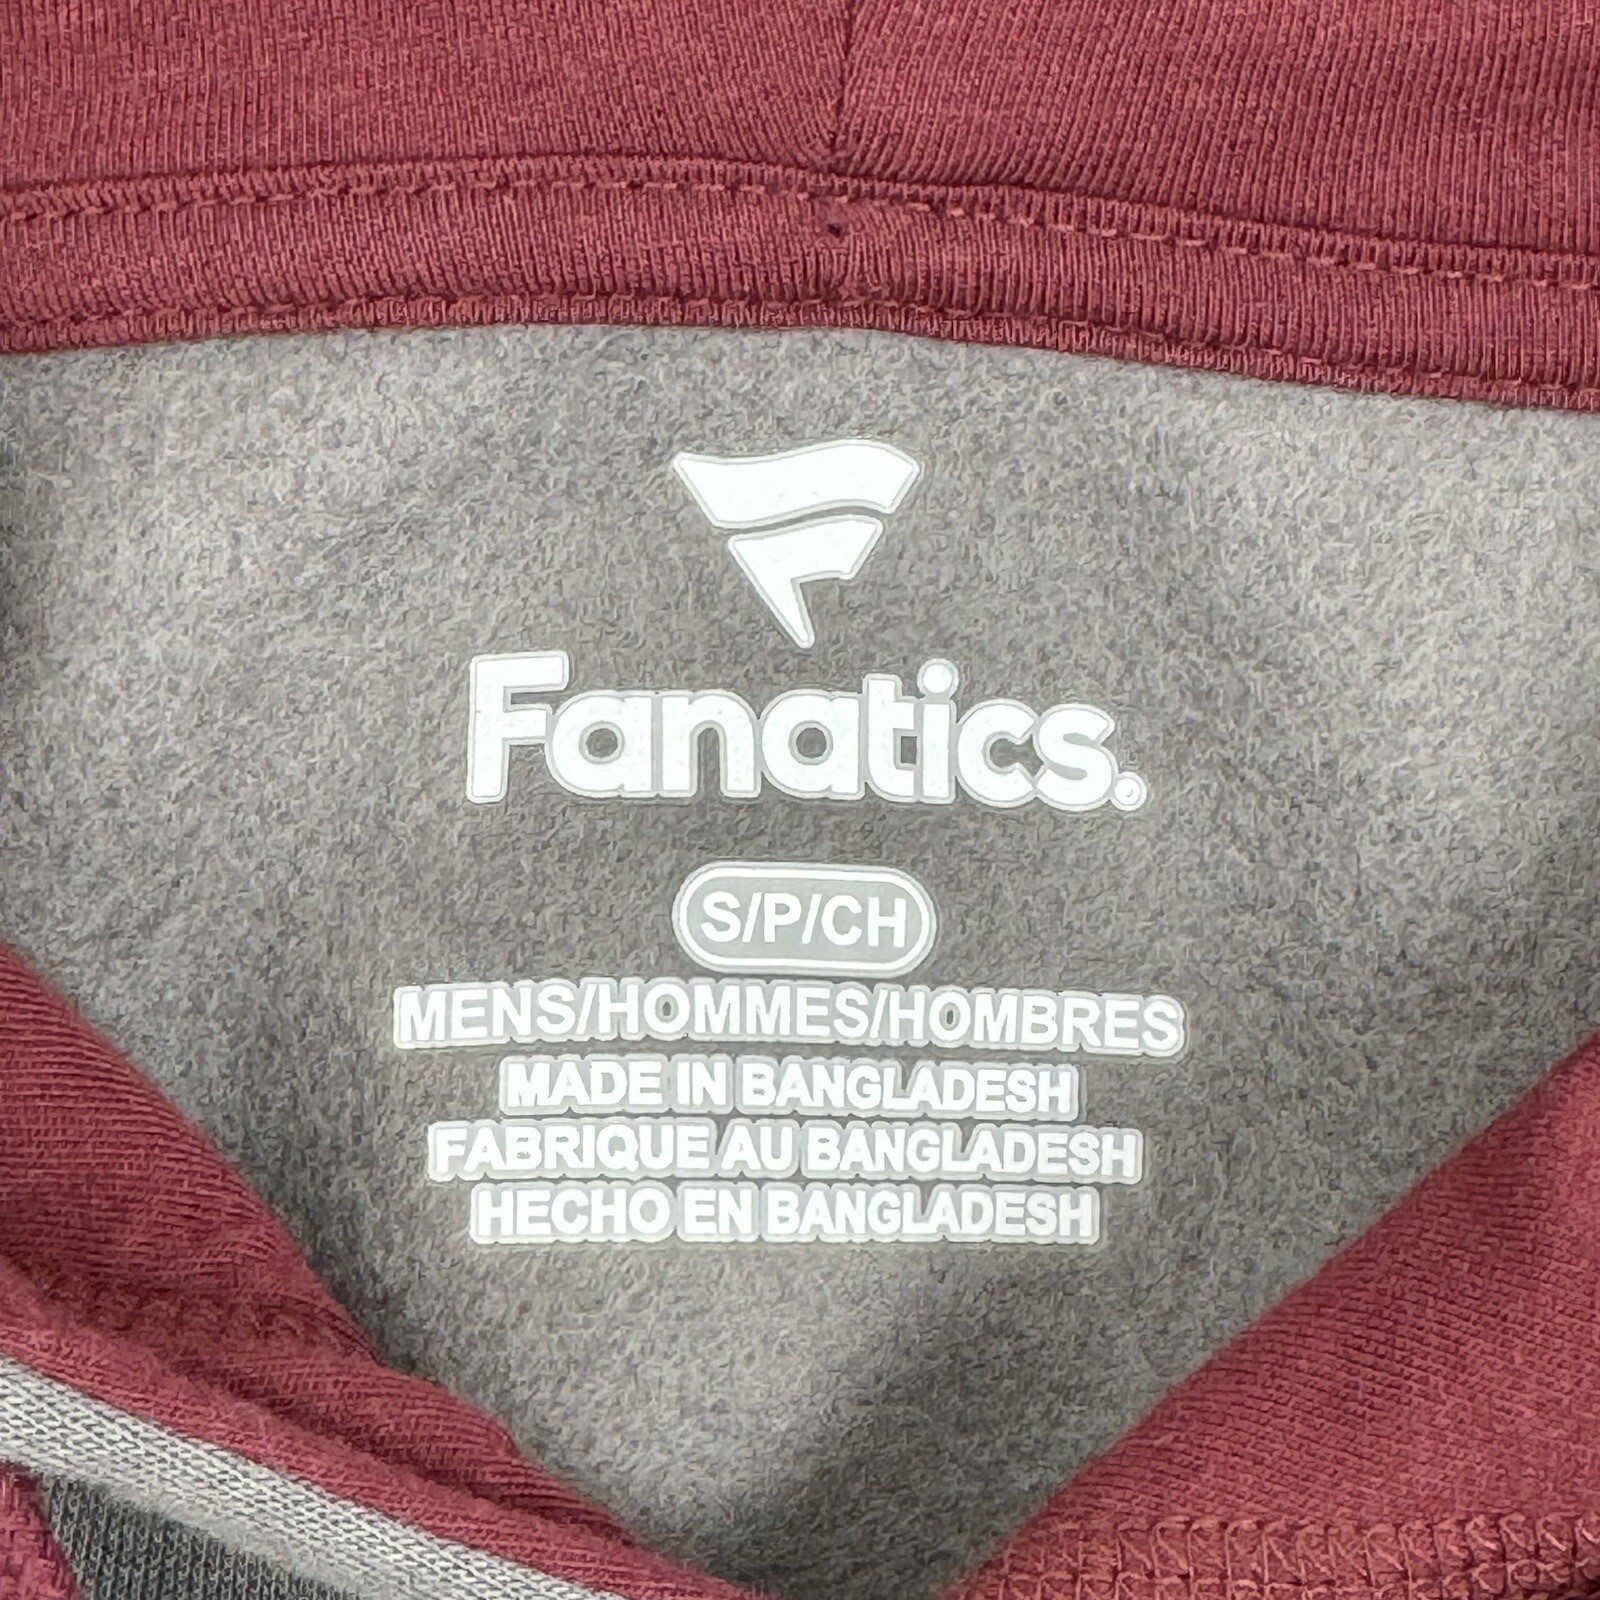 Fanatics.
S/P/CH
MENS/HOMMES/HOMBRES
MADE IN BANGLADESH
FABRIQUE AU BANGLADESH
HECHO EN BANGLADESH